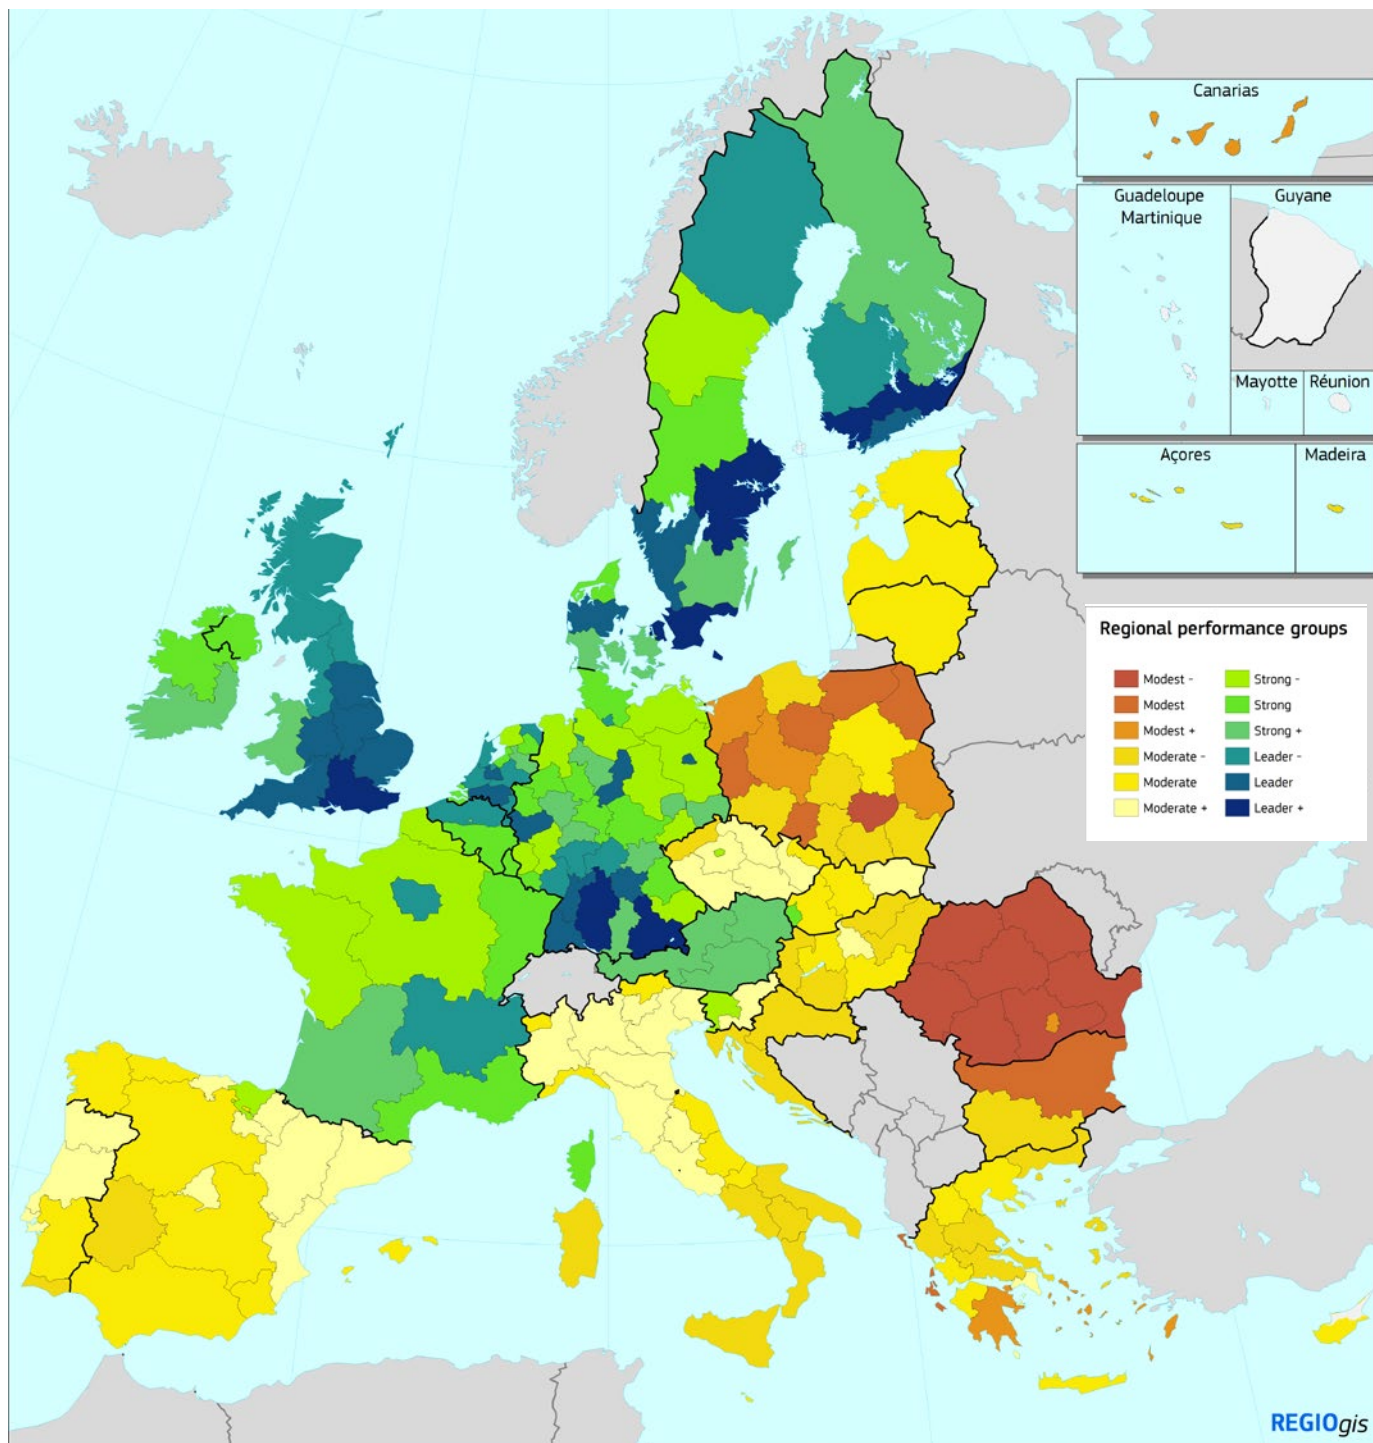 Canarias
Guadeloupe
Martinique
Guyane
Mayotte
Réunion
Açores
Madeira
Regional performance groups
Modest -
Modest
Modest +
Moderate -
Moderate
Moderate +
Strong -
Strong
Strong +
Leader -
Leader
Leader +
REGIOgis